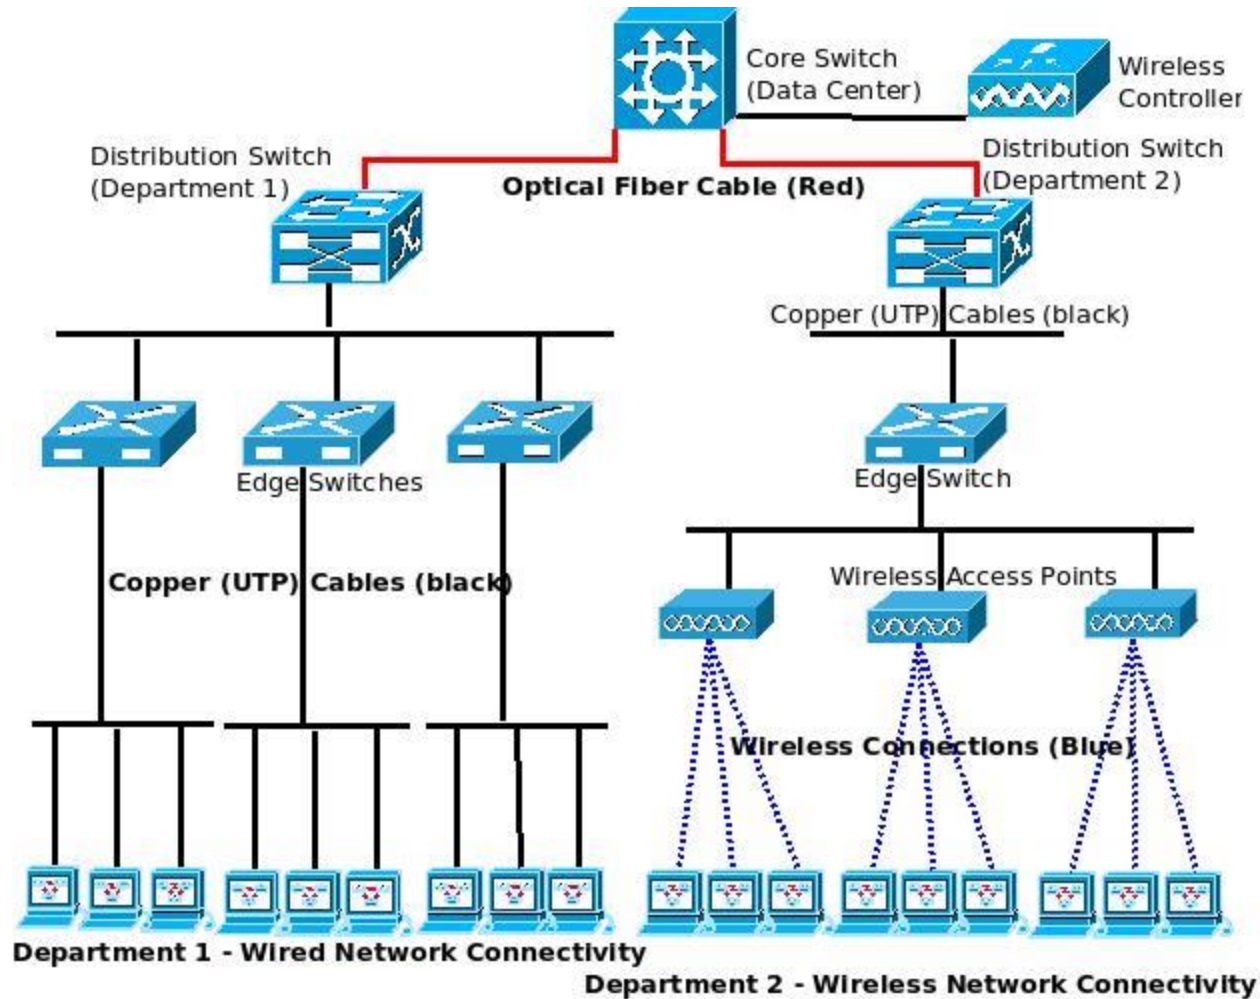 Core Switch
(Data Center)
Wireless
Controller
Distribution Switch
(Department 1)
Distribution Switch
(Department 2)
Optical Fiber Cable (Red)
Copper (UTP) Cables (black)
Edge Switches
Edge Switch
Copper (UTP) Cables (black)
Wireless Access Points
Wireless Connections (Blue)
Department 1 - Wired Network Connectivity
Department 2 - Wireless Network Connectivity